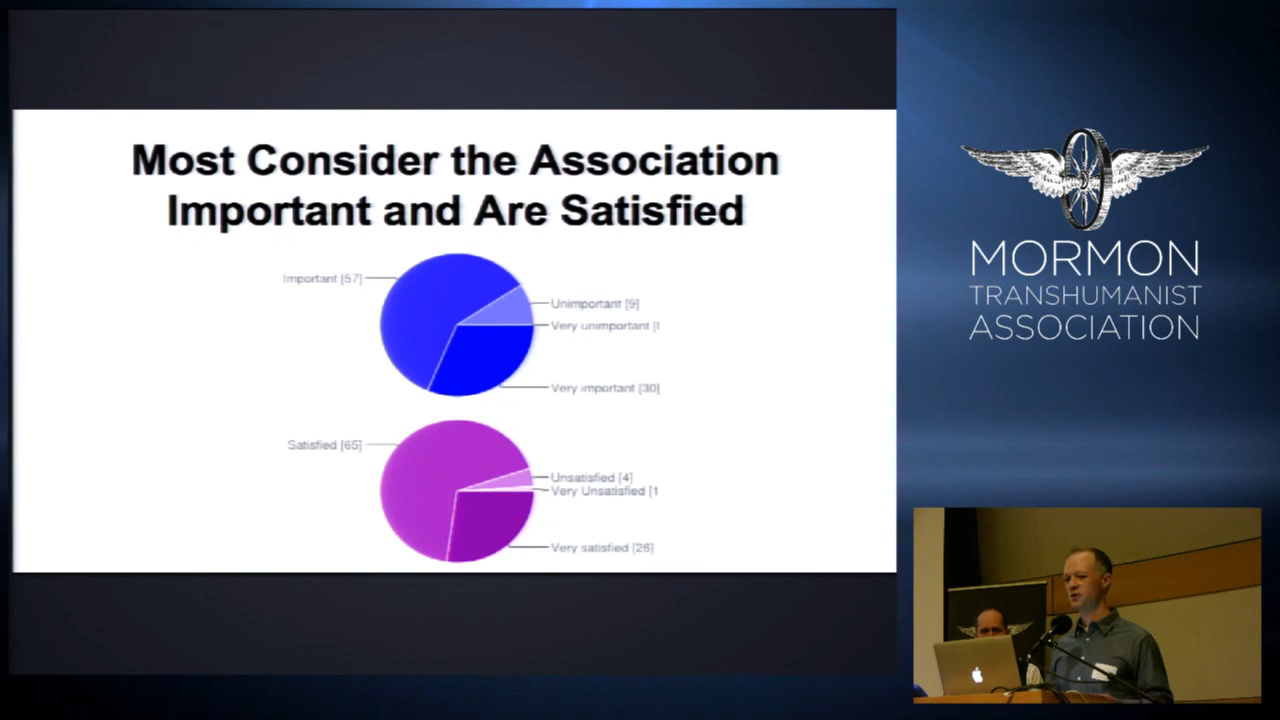 Most Consider the Association
Important and Are Satisfied
Important [57]
Unimportant [9]
Very unimportant [
Very important [30]
Satisfied [65]
Unsatisfied [4]
Very Unsatisfied [1
Very satisfied [26]
MORMON
TRANSHUMANIST
ASSOCIATION